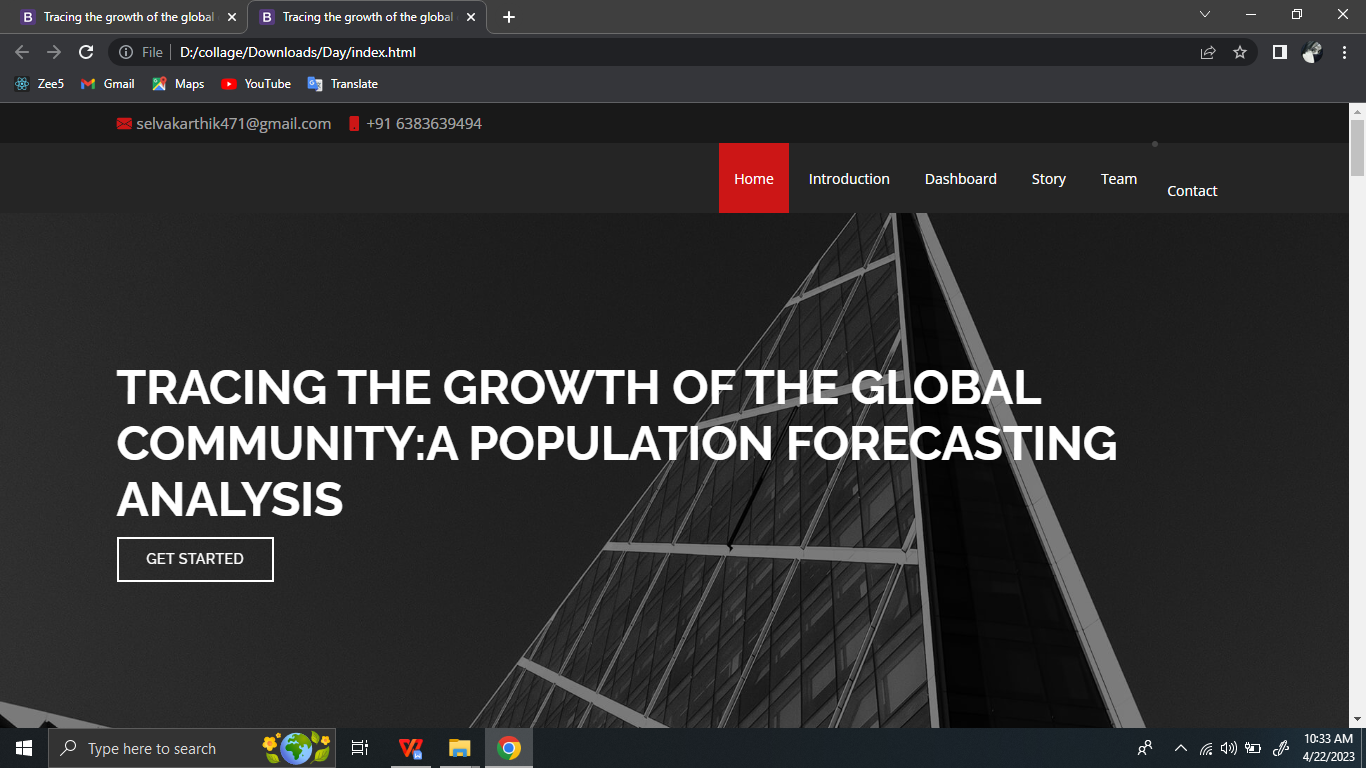 Tracing the growth of the global
Tracing the growth of the global
File
D:/collage/Downloads/Day/index.html
Zee5
Gmail
Maps
YouTube
Translate
selvakarthik471@gmail.com
+91 6383639494
Home
Introduction
Dashboard
Story
Team
Contact
TRACING THE GROWTH OF THE GLOBAL
COMMUNITY:A POPULATION FORECASTING
ANALYSIS
GET STARTED
Type here to search
10:33 AM
4/22/2023